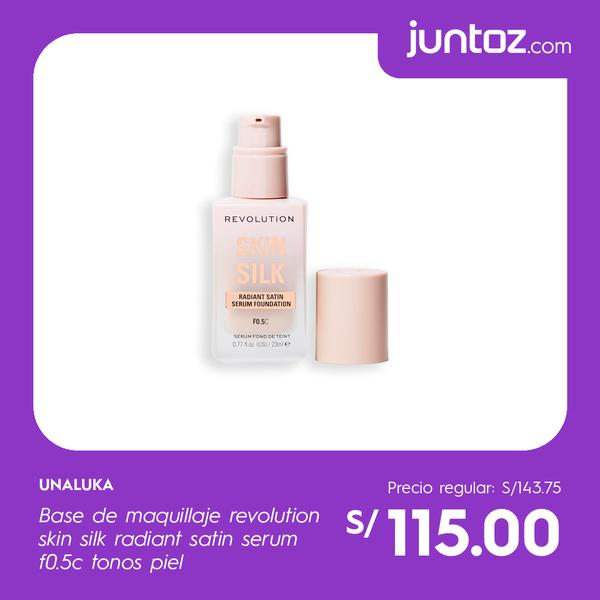 juntoz.com
REVOLUTION
SKIN
SILK
RADIANT SATIN
SERUM FOUNDATION
F0.5C
SERUM FOND DE TEINT
0.77 fl.oz (US) / 23ml ℮
UNALUKA
Base de maquillaje revolution
skin silk radiant satin serum
f0.5c tonos piel
Precio regular: S/143.75
S/ 115.00